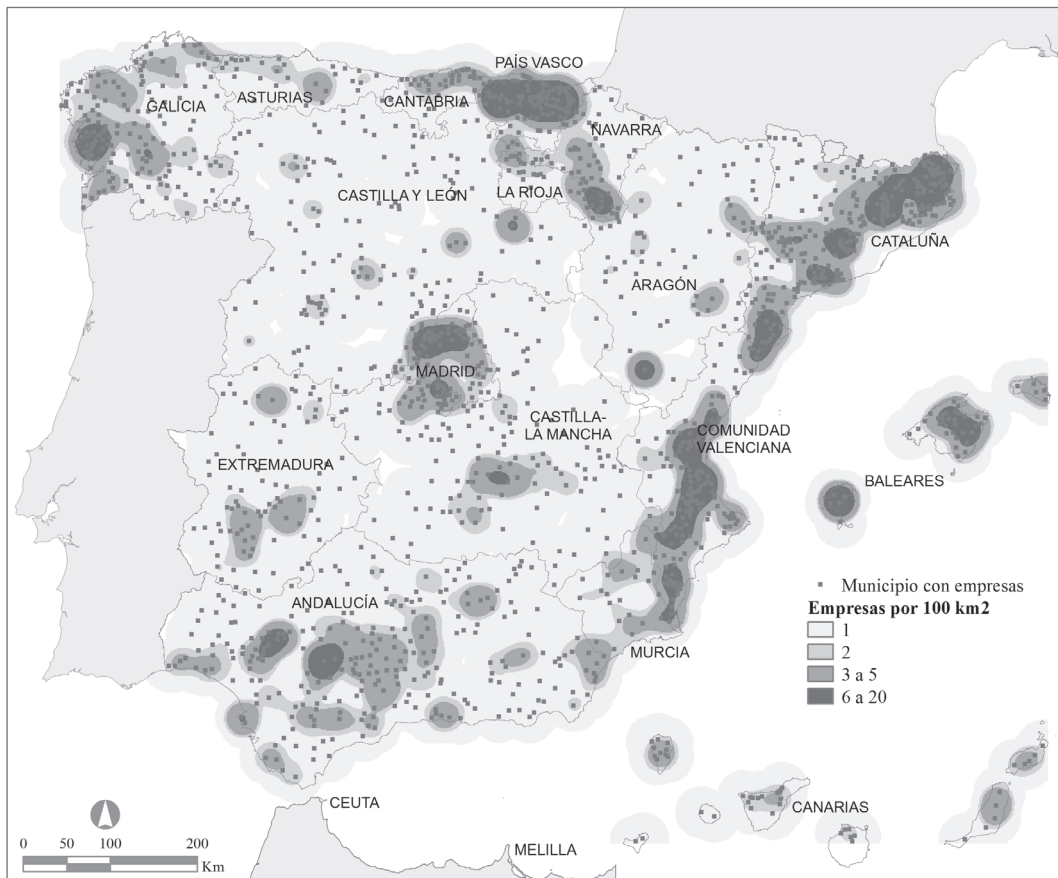 PAÍS VASCO
GALICIA
ASTURIAS
CANTABRIA
NAVARRA
CASTILLA Y LEÓN
LA RIOJA
CATALUÑA
ARAGÓN
MADRID
CASTILLA-
LA MANCHA
COMUNIDAD
VALENCIANA
EXTREMADURA
BALEARES
Municipio con empresas
Empresas por 100 km2
1
2
3 a 5
6 a 20
ANDALUCÍA
MURCIA
CEUTA
CANARIAS
MELILLA
0 50 100 200
Km